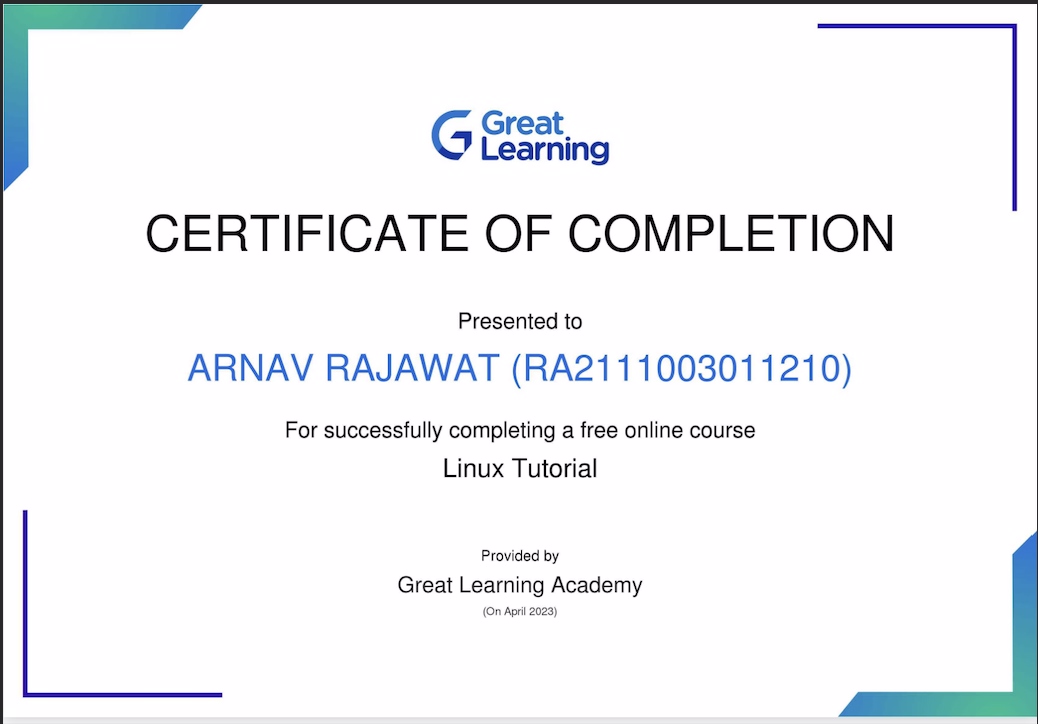 Great
Learning
CERTIFICATE OF COMPLETION
Presented to
ARNAV RAJAWAT (RA2111003011210)
For successfully completing a free online course
Linux Tutorial
Provided by
Great Learning Academy
(On April 2023)